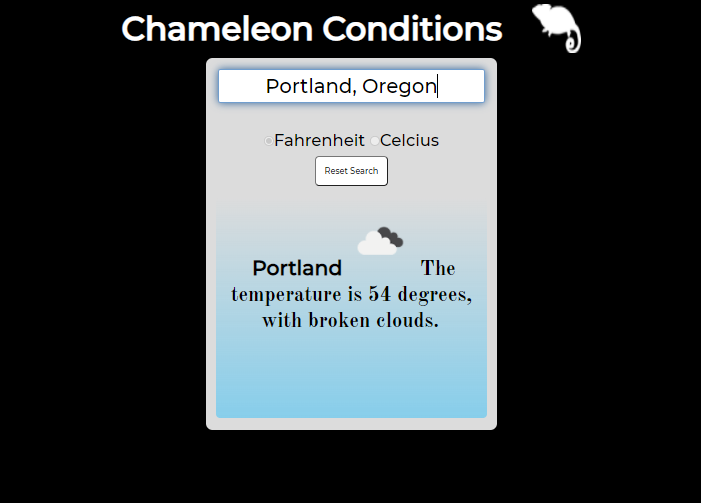 Chameleon Conditions
Portland, Oregon
Fahrenheit Celcius
Reset Search
Portland The
temperature is 54 degrees,
with broken clouds.